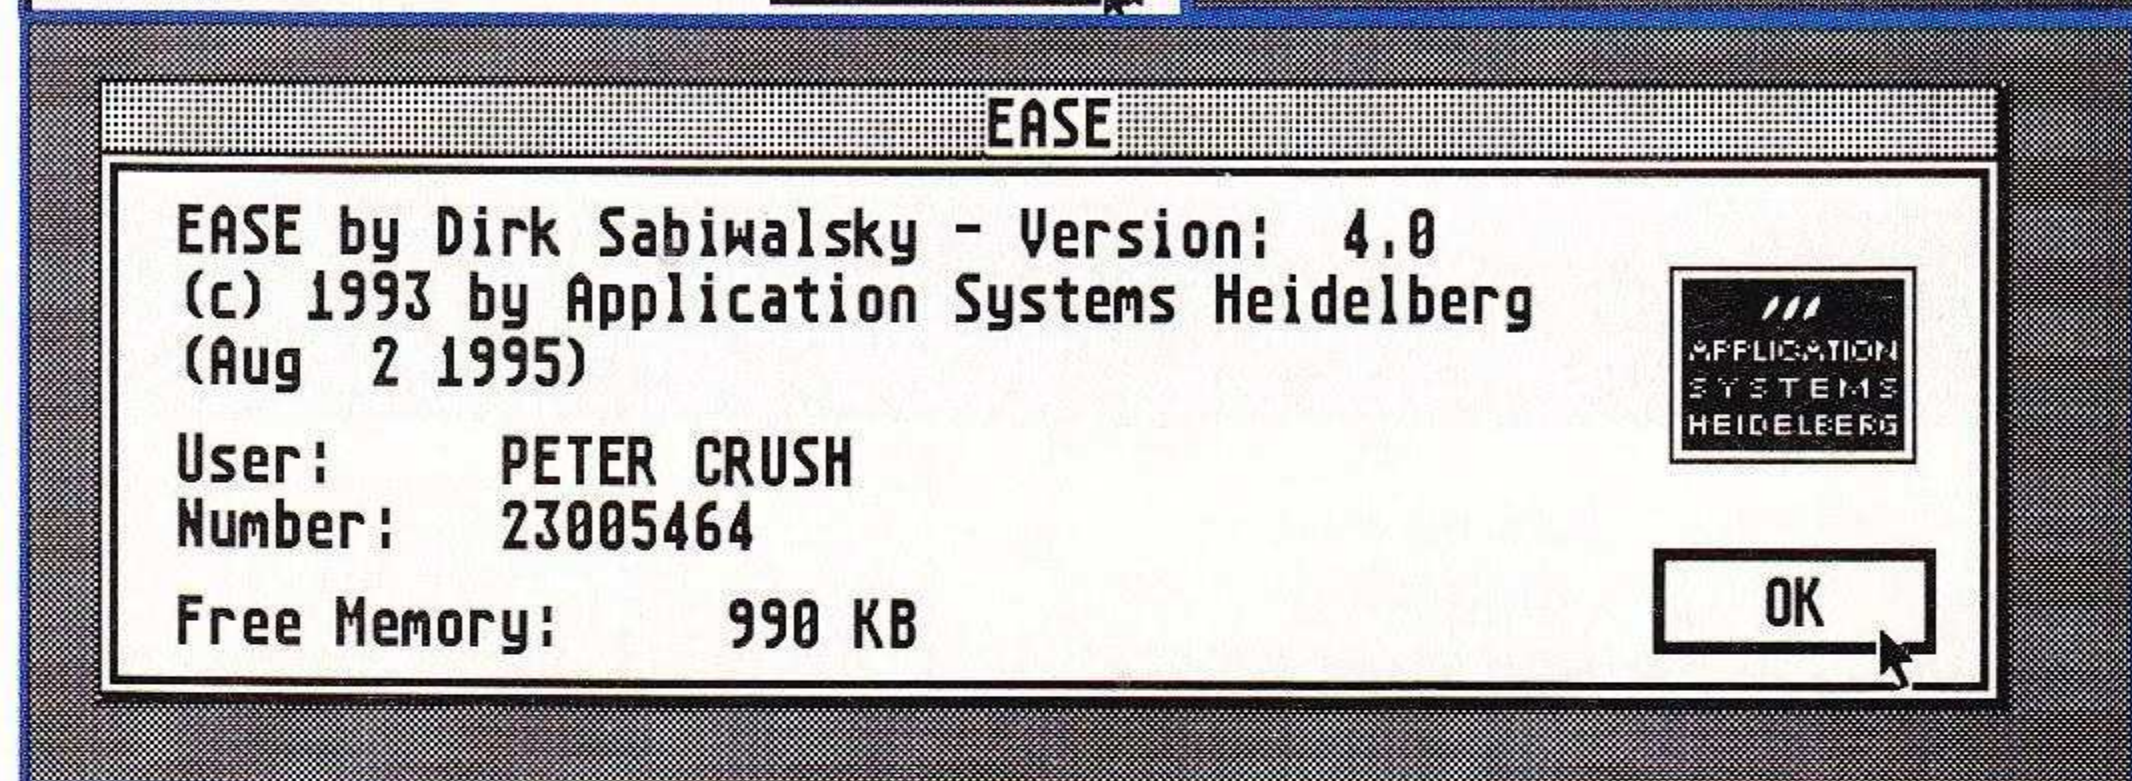 EASE
EASE by Dirk Sabiwalsky - Version:  4.0
(c) 1993 by Application Systems Heidelberg
(Aug  2 1995)
APPLICATION
SYSTEMS
HEIDELBERG
User: PETER CRUSH
Number: 23005464
Free Memory: 990 KB
OK